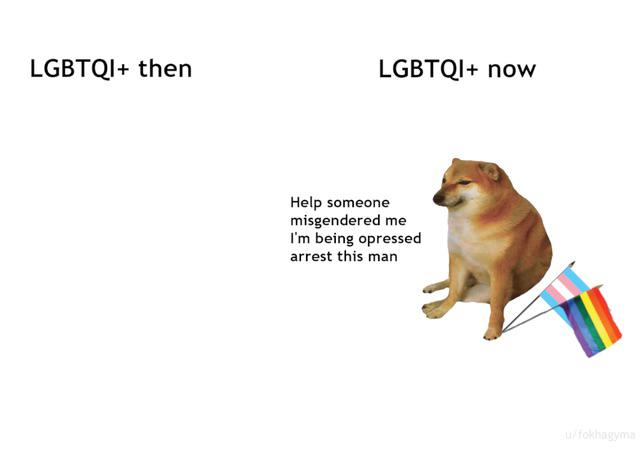 LGBTQI+ then
LGBTQI+ now
Help someone
misgendered me
I'm being opressed
arrest this man
u/fokhagyma